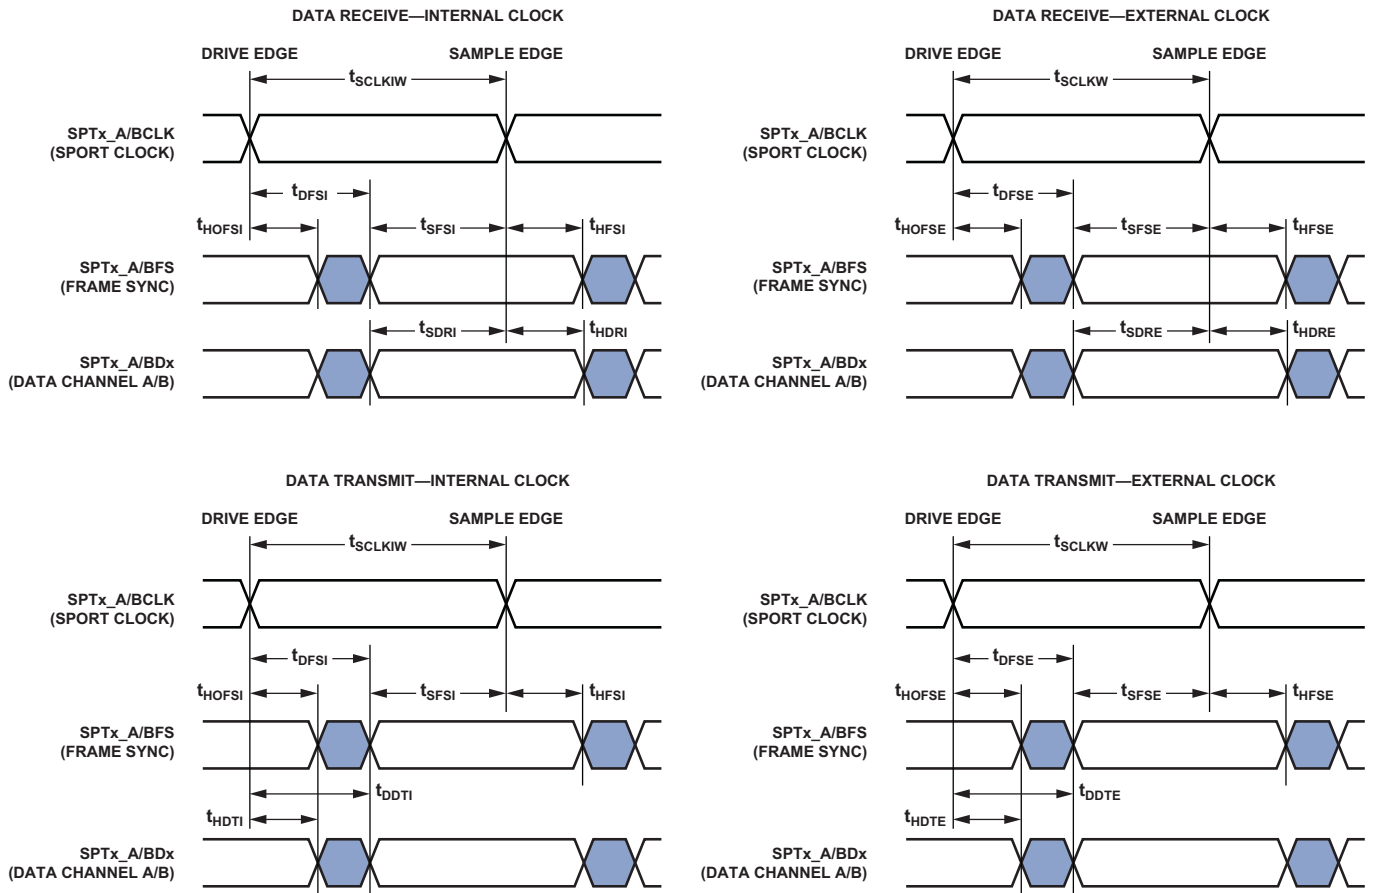 DATA RECEIVE—INTERNAL CLOCK
DRIVE EDGE
SAMPLE EDGE
tSCLKIW
SPTx_A/BCLK
(SPORT CLOCK)
tDFSI
tHOFSI
tSFSI
tHFSI
SPTx_A/BFS
(FRAME SYNC)
tSDRI
tHDRI
SPTx_A/BDx
(DATA CHANNEL A/B)
DATA RECEIVE—EXTERNAL CLOCK
DRIVE EDGE
SAMPLE EDGE
tSCLKW
SPTx_A/BCLK
(SPORT CLOCK)
tDFSE
tHOFSE
tSFSE
tHFSE
SPTx_A/BFS
(FRAME SYNC)
tSDRE
tHDRE
SPTx_A/BDx
(DATA CHANNEL A/B)
DATA TRANSMIT—INTERNAL CLOCK
DRIVE EDGE
SAMPLE EDGE
tSCLKIW
SPTx_A/BCLK
(SPORT CLOCK)
tDFSI
tHOFSI
tSFSI
tHFSI
SPTx_A/BFS
(FRAME SYNC)
tDDTI
tHDTI
SPTx_A/BDx
(DATA CHANNEL A/B)
DATA TRANSMIT—EXTERNAL CLOCK
DRIVE EDGE
SAMPLE EDGE
tSCLKW
SPTx_A/BCLK
(SPORT CLOCK)
tDFSE
tHOFSE
tSFSE
tHFSE
SPTx_A/BFS
(FRAME SYNC)
tDDTE
tHDTE
SPTx_A/BDx
(DATA CHANNEL A/B)